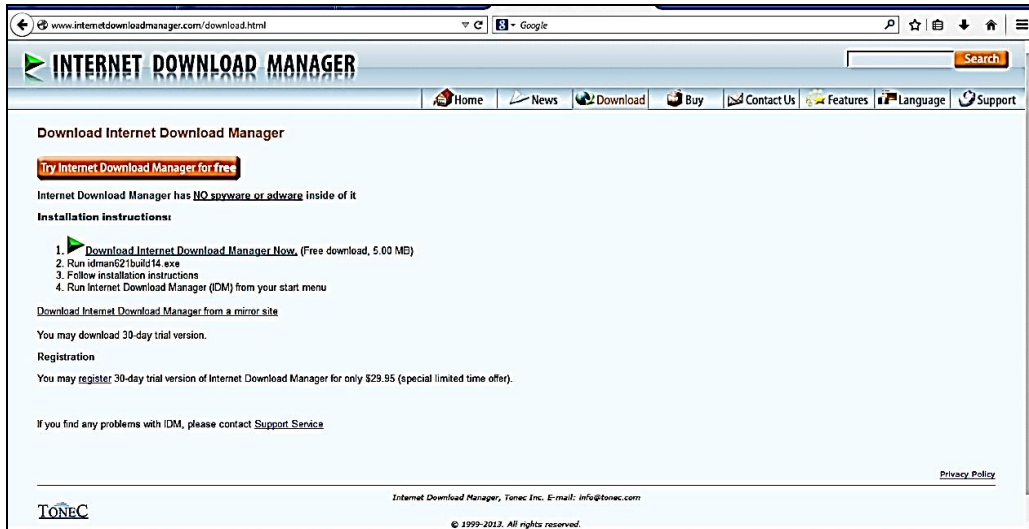 www.internetdownloadmanager.com/download.html
Google
INTERNET DOWNLOAD MANAGER
Search
Home News Download Buy Contact Us Features Language Support
Download Internet Download Manager
Try Internet Download Manager for free
Internet Download Manager has NO spyware or adware inside of it
Installation instructions:
1. Download Internet Download Manager Now. (Free download, 5.00 MB)
2. Run idman621build14.exe
3. Follow installation instructions
4. Run Internet Download Manager (IDM) from your start menu
Download Internet Download Manager from a mirror site
You may download 30-day trial version.
Registration
You may register 30-day trial version of Internet Download Manager for only $29.95 (special limited time offer).
If you find any problems with IDM, please contact Support Service
Privacy Policy
Internet Download Manager, Tonec Inc. E-mail: info@tonec.com
TONEC
© 1999-2013. All rights reserved.